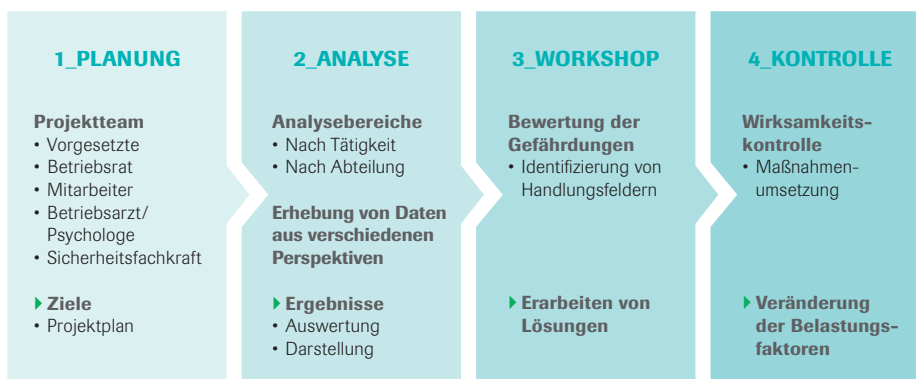 1_PLANUNG
Projektteam
• Vorgesetzte
• Betriebsrat
• Mitarbeiter
• Betriebsarzt/
Psychologe
• Sicherheitsfachkraft
Ziele
• Projektplan
2_ANALYSE
Analysebereiche
• Nach Tätigkeit
• Nach Abteilung
Erhebung von Daten
aus verschiedenen
Perspektiven
Ergebnisse
• Auswertung
• Darstellung
3_WORKSHOP
Bewertung der
Gefährdungen
• Identifizierung von
Handlungsfeldern
Erarbeiten von
Lösungen
4_KONTROLLE
Wirksamkeits-
kontrolle
• Maßnahmen-
umsetzung
Veränderung
der Belastungs-
faktoren